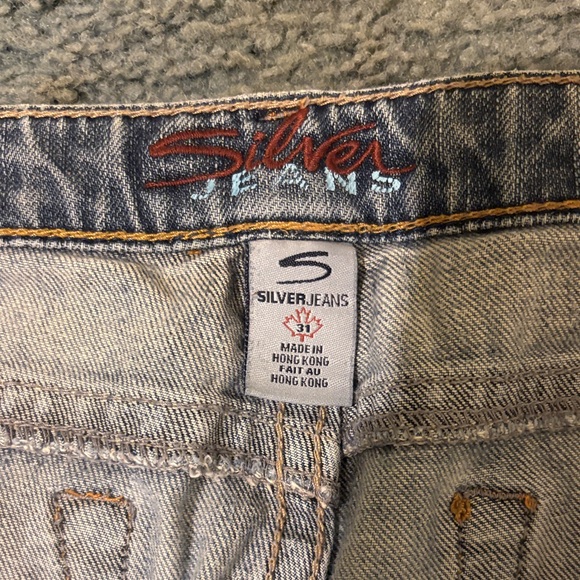 Silver
JEANS
S
SILVERJEANS
31
MADE IN
HONG KONG
FAIT AU
HONG KONG